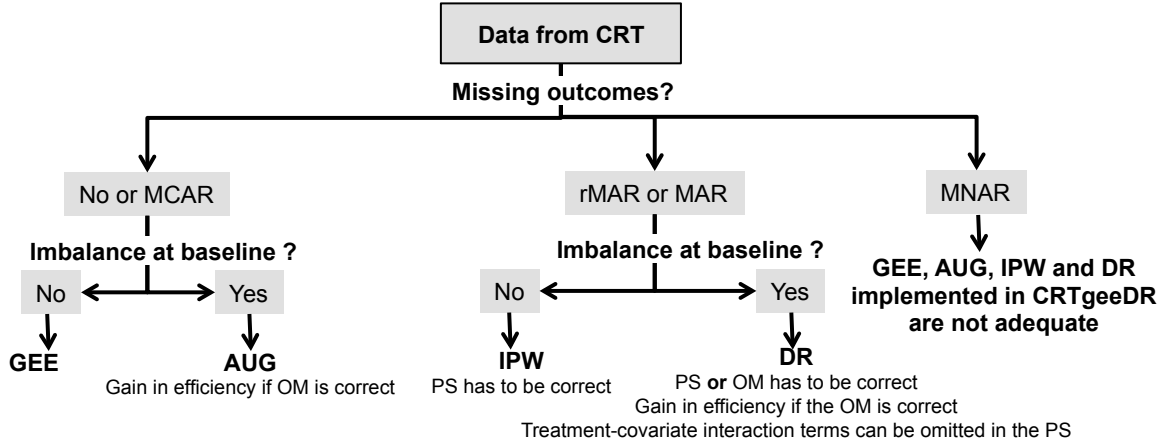 Data from CRT
Missing outcomes?
No or MCAR
rMAR or MAR
MNAR
Imbalance at baseline ?
Imbalance at baseline ?
GEE, AUG, IPW and DR
implemented in CRTgeeDR
are not adequate
No
Yes
No
Yes
GEE
AUG
Gain in efficiency if OM is correct
IPW
PS has to be correct
DR
PS or OM has to be correct
Gain in efficiency if the OM is correct
Treatment-covariate interaction terms can be omitted in the PS